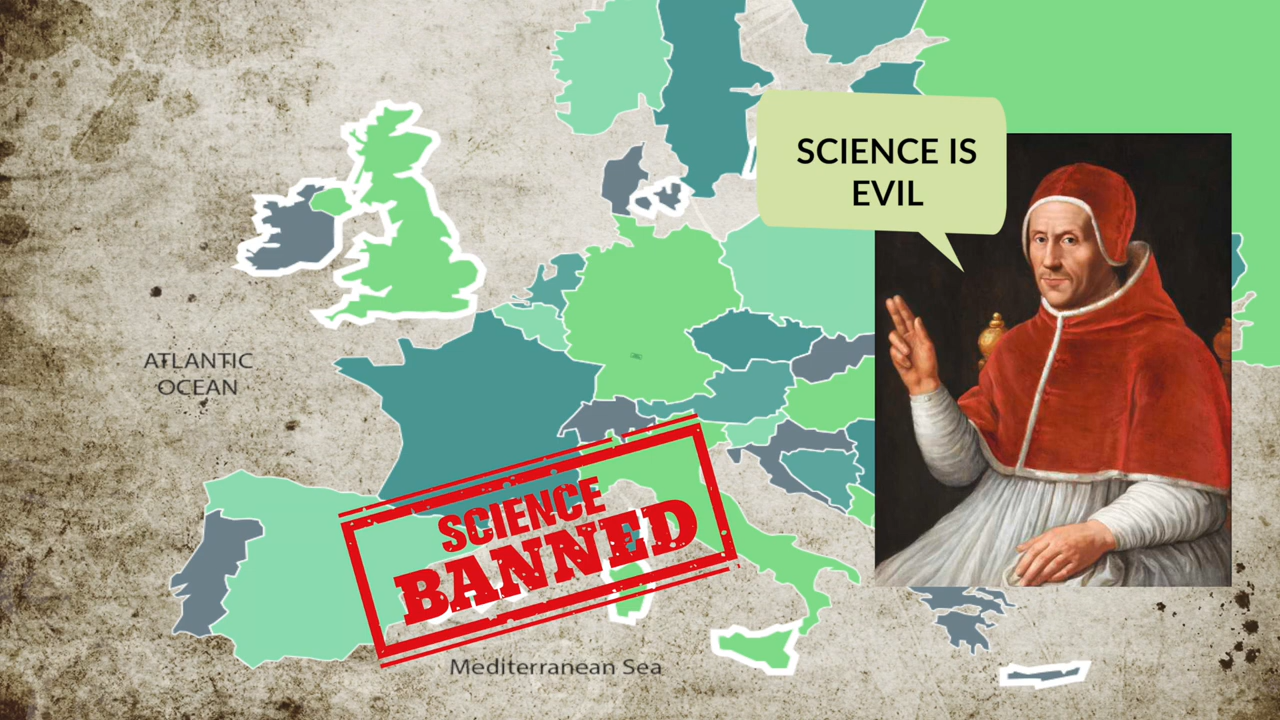 SCIENCE IS
EVIL
ATLANTIC
OCEAN
SCIENCE
BANNED
Mediterranean Sea